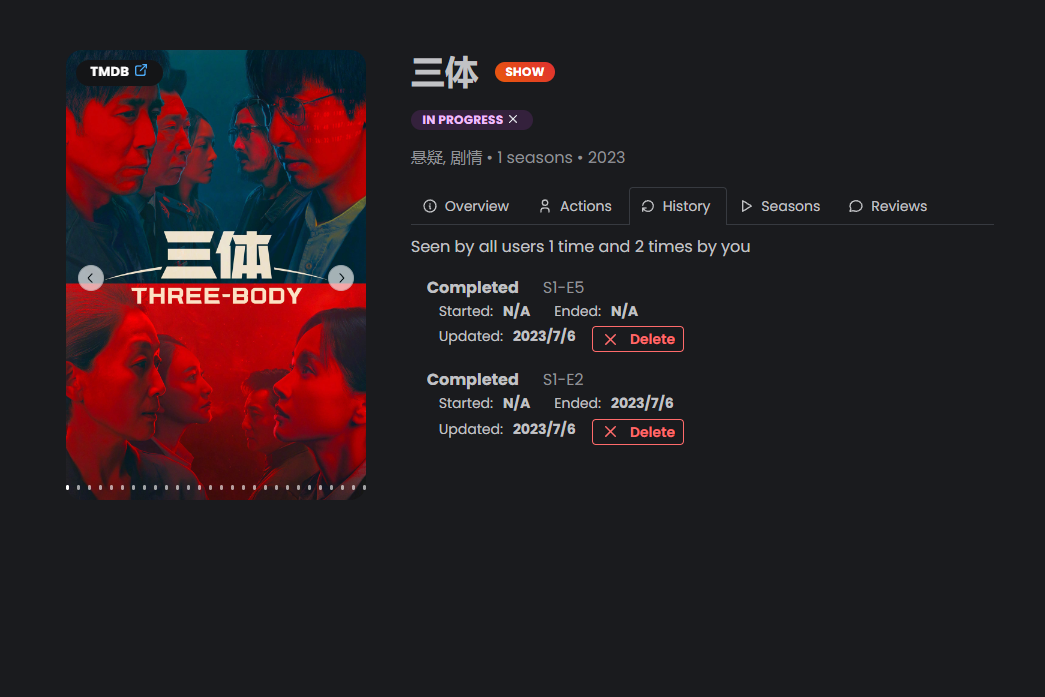 TMDB
三体
THREE-BODY
三体 SHOW
IN PROGRESS
悬疑, 剧情 • 1 seasons • 2023
Overview Actions History Seasons Reviews
Seen by all users 1 time and 2 times by you
Completed S1-E5
Started: N/A Ended: N/A
Updated: 2023/7/6 Delete
Completed S1-E2
Started: N/A Ended: 2023/7/6
Updated: 2023/7/6 Delete